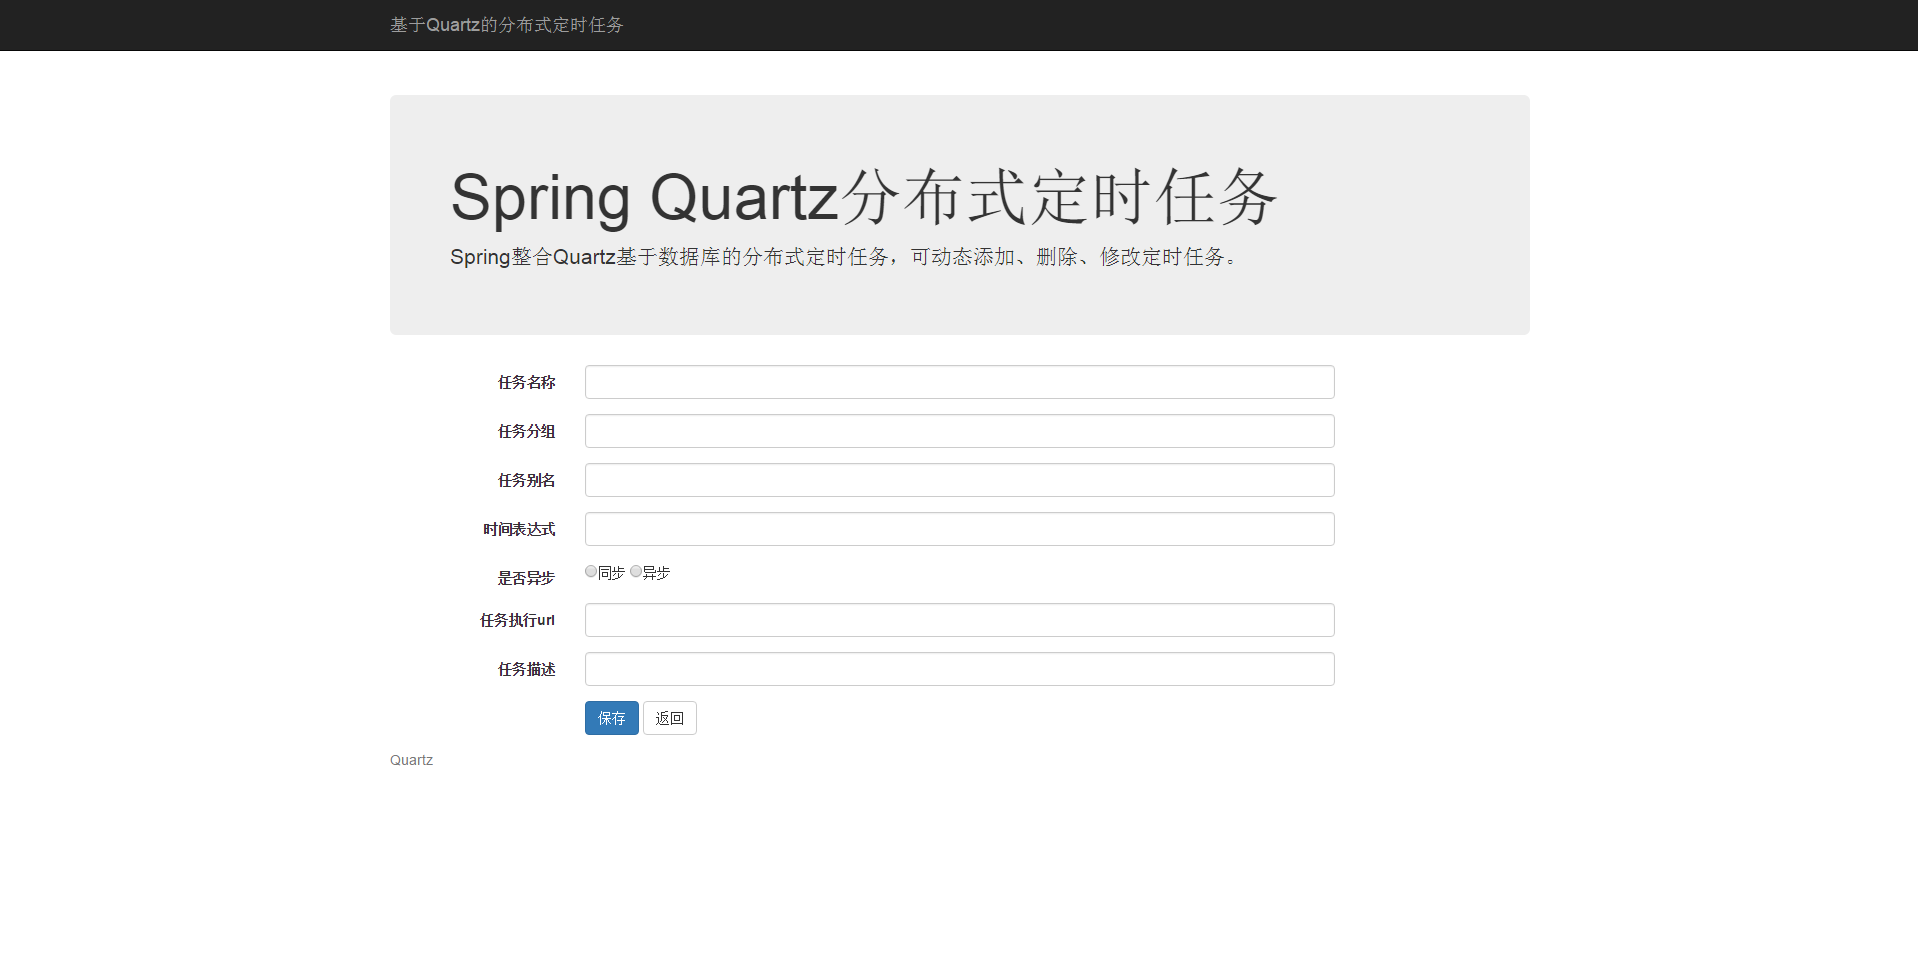 基于Quartz的分布式定时任务
Spring Quartz分布式定时任务
Spring整合Quartz基于数据库的分布式定时任务，可动态添加、删除、修改定时任务。
任务名称
任务分组
任务别名
时间表达式
是否异步 同步 异步
任务执行url
任务描述
保存 返回
Quartz